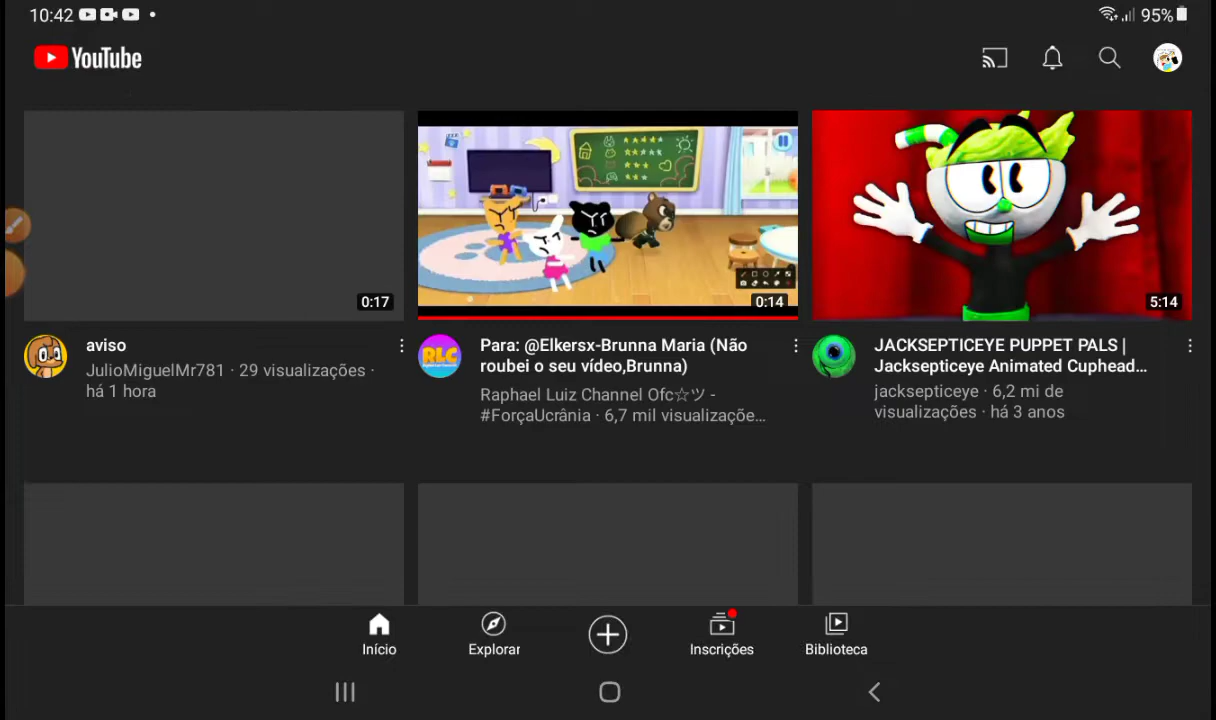 10:42
95%
YouTube
0:17
0:14
5:14
aviso
JulioMiguelMr781 · 29 visualizações ·
há 1 hora
Para: @Elkersx-Brunna Maria (Não
roubei o seu vídeo,Brunna)
Raphael Luiz Channel Ofc☆ツ -
#ForçaUcrânia · 6,7 mil visualizaçõe...
JACKSEPTICEYE PUPPET PALS |
Jacksepticeye Animated Cuphead...
jacksepticeye · 6,2 mi de
visualizações · há 3 anos
RLC
Início
Explorar
Inscrições
Biblioteca